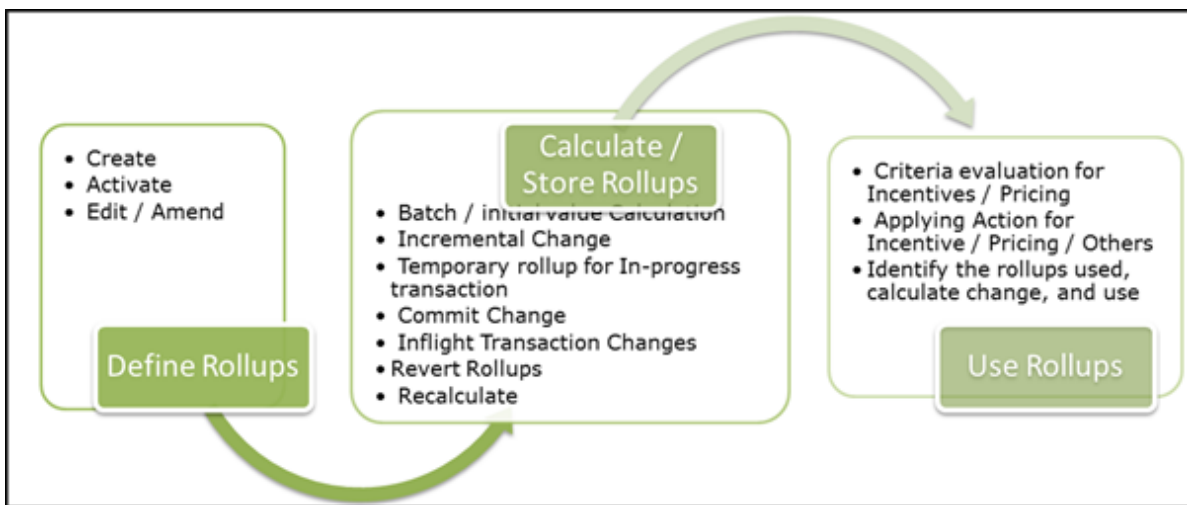 • Create
• Activate
• Edit / Amend
Define Rollups
Calculate /
Store Rollups
• Batch / initial value Calculation
• Incremental Change
• Temporary rollup for In-progress
transaction
• Commit Change
• Inflight Transaction Changes
• Revert Rollups
• Recalculate
• Criteria evaluation for
Incentives / Pricing
• Applying Action for
Incentive / Pricing / Others
• Identify the rollups used,
calculate change, and use
Use Rollups